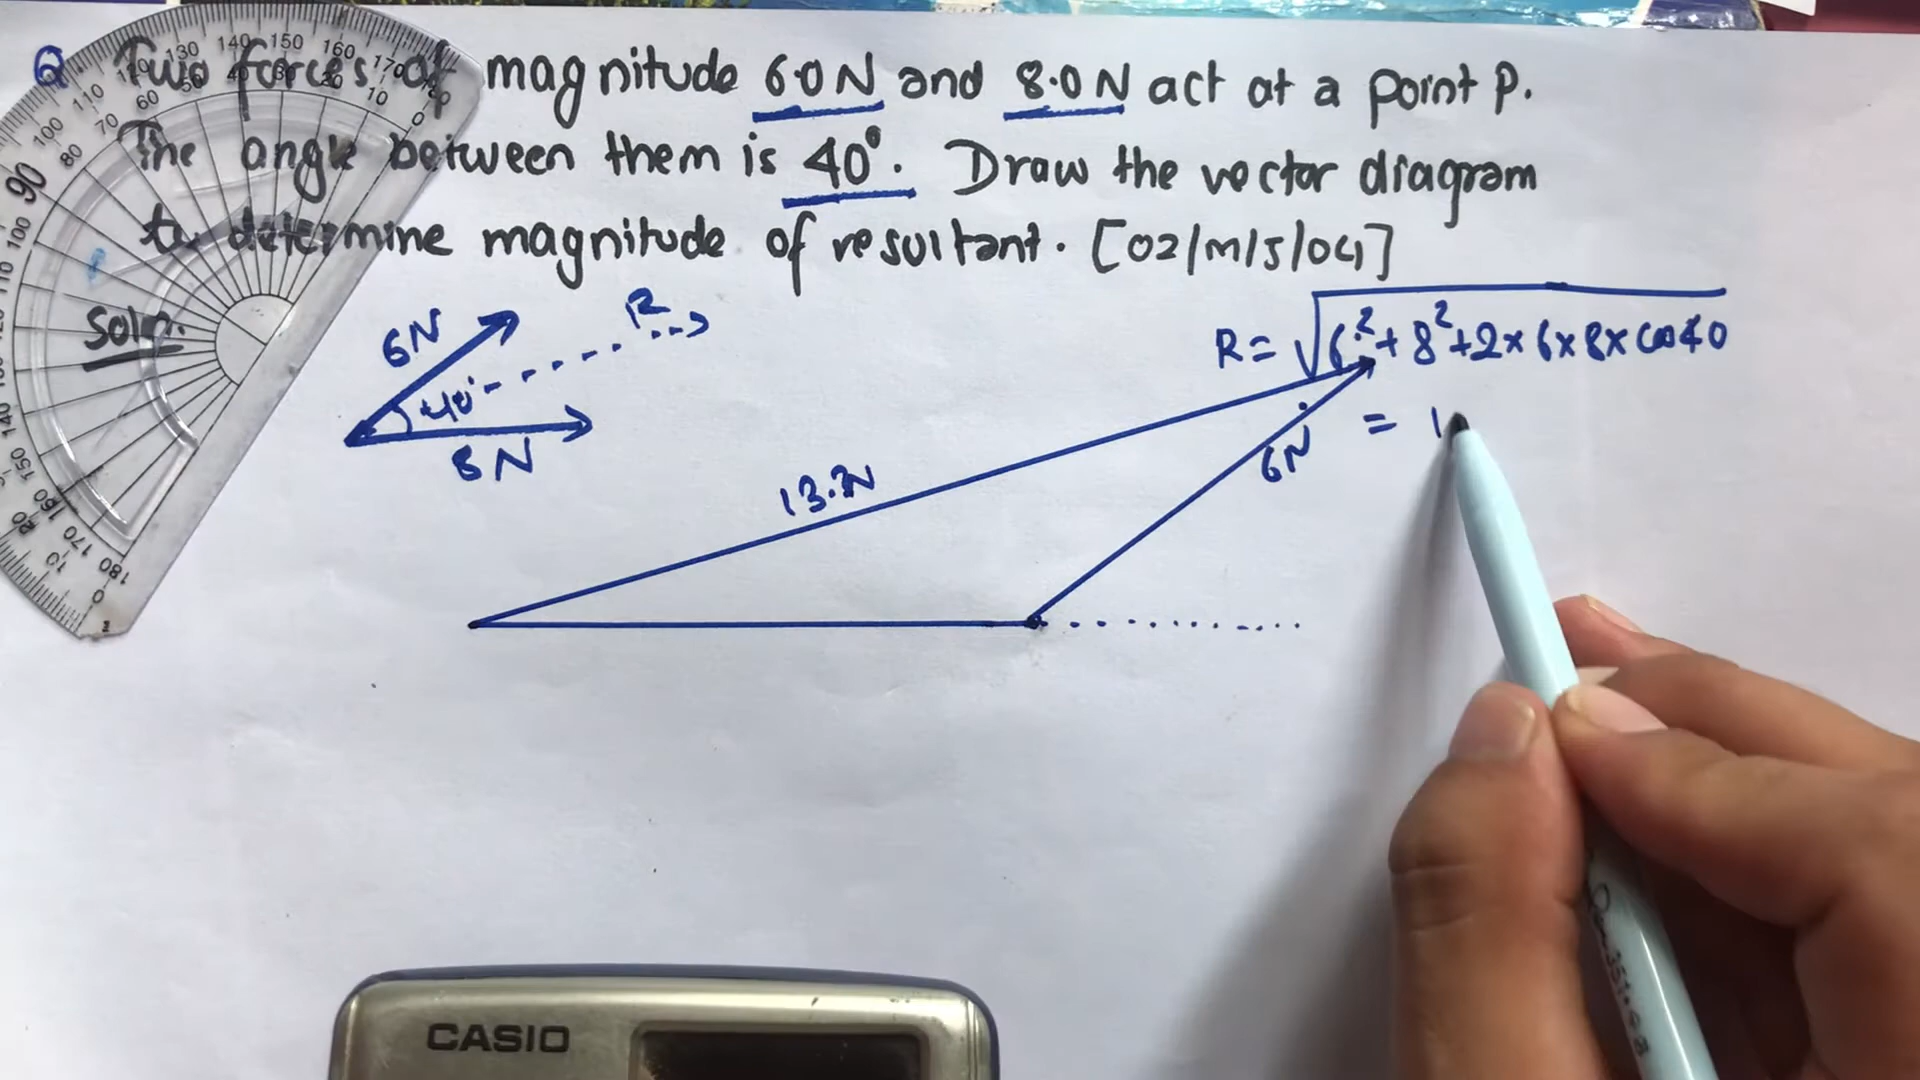 Q Two forces of magnitude 6.0N and 8.0N act at a point P.
The angle between them is 40°. Draw the vector diagram
to determine magnitude of resultant. [02/M/J/04]
Soln.
6N
R
40°
8N
R = √6²+8²+2×6×8×cos40
= 1
13.2N
6N
CASIO